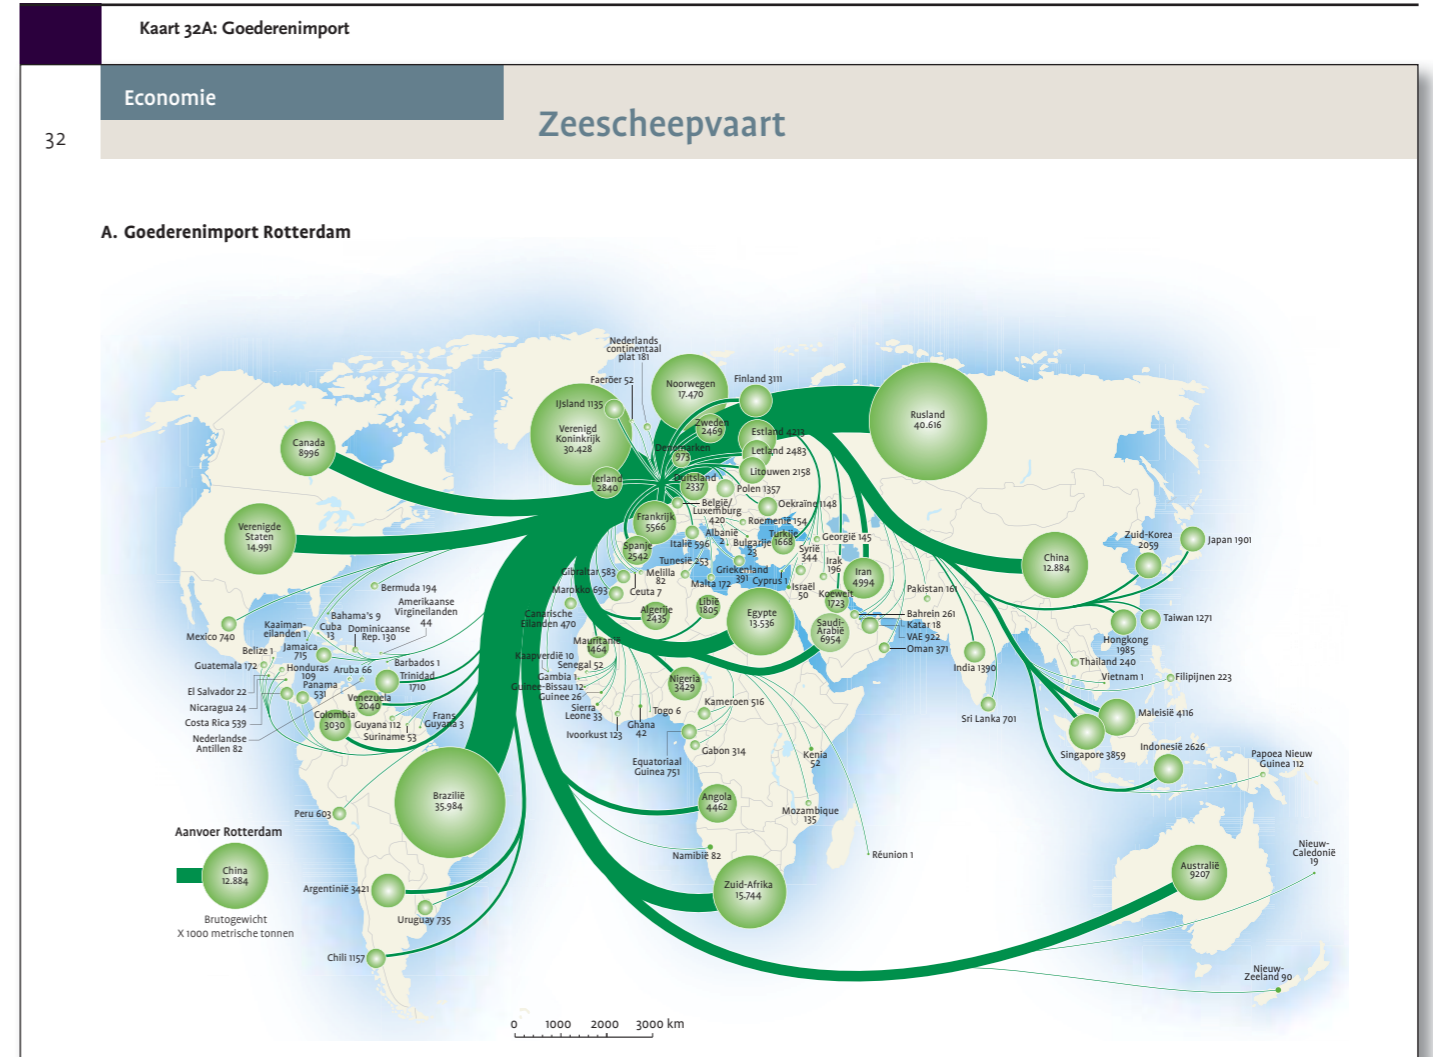 Kaart 32A: Goederenimport
Economie
Zeescheepvaart
32
A. Goederenimport Rotterdam
Nederlands
continentaal
plat 181
Faeröer 52
Noorwegen
17.470
Finland 3111
IJsland 1135
Verenigd
Koninkrijk
30.428
Zweden
2469
Rusland
40.616
Estland 4213
Canada
8996
Denemarken
973
Letland 2483
Litouwen 2158
Ierland
2840
Duitsland
2337
Polen 1357
België/
Luxemburg
420
Oekraïne 1148
Frankrijk
5566
Roemenië 154
Verenigde
Staten
14.991
Albanië
2
Bulgarije
23
Turkije
1668
Georgië 145
Zuid-Korea
2059
Japan 1901
Spanje
2542
Italië 596
Syrië
344
China
12.884
Tunesië 253
Griekenland
391
Cyprus 1
Irak
196
Iran
4994
Gibraltar 583
Melilla
82
Malta 172
Israël
50
Marokko 693
Ceuta 7
Koeweit
1723
Pakistan 161
Bermuda 194
Amerikaanse
Virgineilanden
44
Canarische
Eilanden 470
Algerije
2435
Libië
1805
Egypte
13.536
Saudi-
Arabië
6954
Bahrein 261
Katar 18
VAE 922
Oman 371
Taiwan 1271
Hongkong
1985
Bahama's 9
Mexico 740
Kaaiman-
eilanden 1
Cuba
13
Dominicaanse
Rep. 130
Jamaica
715
Belize 1
Guatemala 172
Honduras
109
Aruba 66
Barbados 1
Trinidad
1710
Mauritanië
1464
Kaapverdië 10
Senegal 52
Gambia 1
Guinee-Bissau 12
Guinee 26
Sierra
Leone 33
Ivoorkust 123
Ghana
42
Togo 6
Nigeria
3429
Kameroen 516
India 1390
Thailand 240
Vietnam 1
Filipijnen 223
Sri Lanka 701
Maleisië 4116
El Salvador 22
Panama
531
Nicaragua 24
Venezuela
2040
Costa Rica 539
Colombia
3030
Guyana 112
Frans
Guyana 3
Suriname 53
Nederlandse
Antillen 82
Equatoriaal
Guinea 751
Gabon 314
Kenia
52
Singapore 3859
Indonesië 2626
Papoea Nieuw
Guinea 112
Peru 603
Brazilië
35.984
Angola
4462
Mozambique
135
Namibië 82
Réunion 1
Aanvoer Rotterdam
China
12.884
Brutogewicht
X 1000 metrische tonnen
Argentinië 3421
Uruguay 735
Zuid-Afrika
15.744
Australië
9207
Nieuw-
Caledonië
19
Chili 1157
Nieuw-
Zeeland 90
0 1000 2000 3000 km